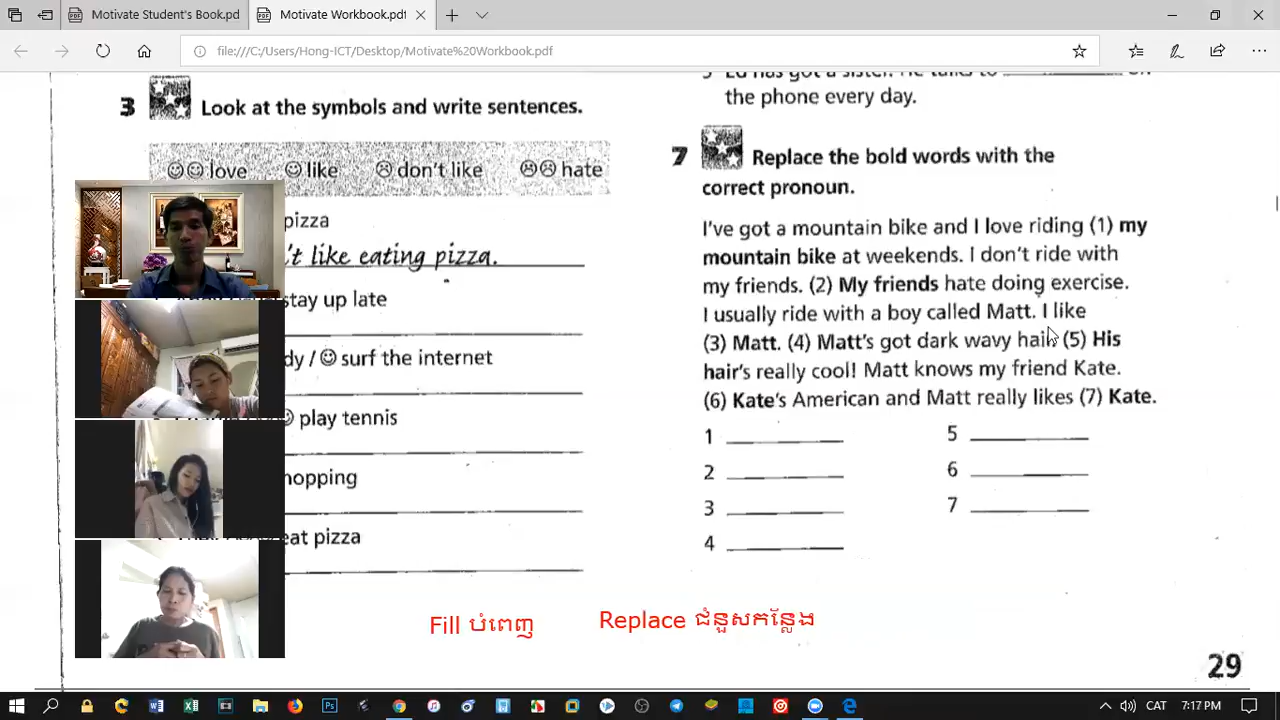 Motivate Student's Book.pdf
Motivate Workbook.pdf
file:///C:/Users/Hong-ICT/Desktop/Motivate%20Workbook.pdf
3 Look at the symbols and write sentences.
love like don't like hate
pizza
't like eating pizza.
stay up late
dy / ☺ surf the internet
play tennis
hopping
eat pizza
the phone every day.
7 Replace the bold words with the
correct pronoun.
I've got a mountain bike and I love riding (1) my
mountain bike at weekends. I don't ride with
my friends. (2) My friends hate doing exercise.
I usually ride with a boy called Matt. I like
(3) Matt. (4) Matt's got dark wavy hair. (5) His
hair's really cool! Matt knows my friend Kate.
(6) Kate's American and Matt really likes (7) Kate.
1 5
2 6
3 7
4
Fill បំពេញ Replace ជំនួសកន្លែង
29
CAT 7:17 PM